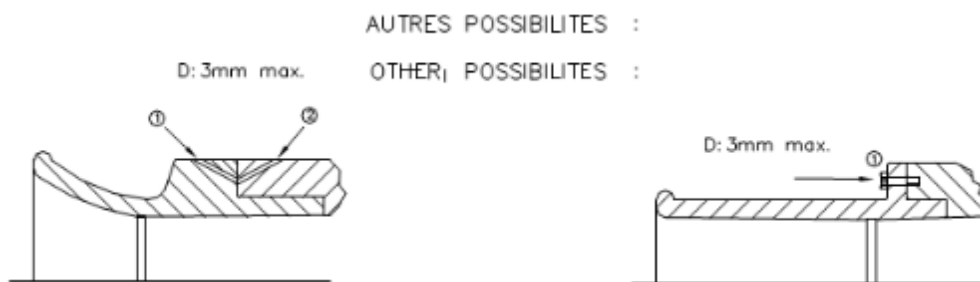 AUTRES POSSIBILITES :
OTHER POSSIBILITES :
D: 3mm max.
① ②
D: 3mm max.
①